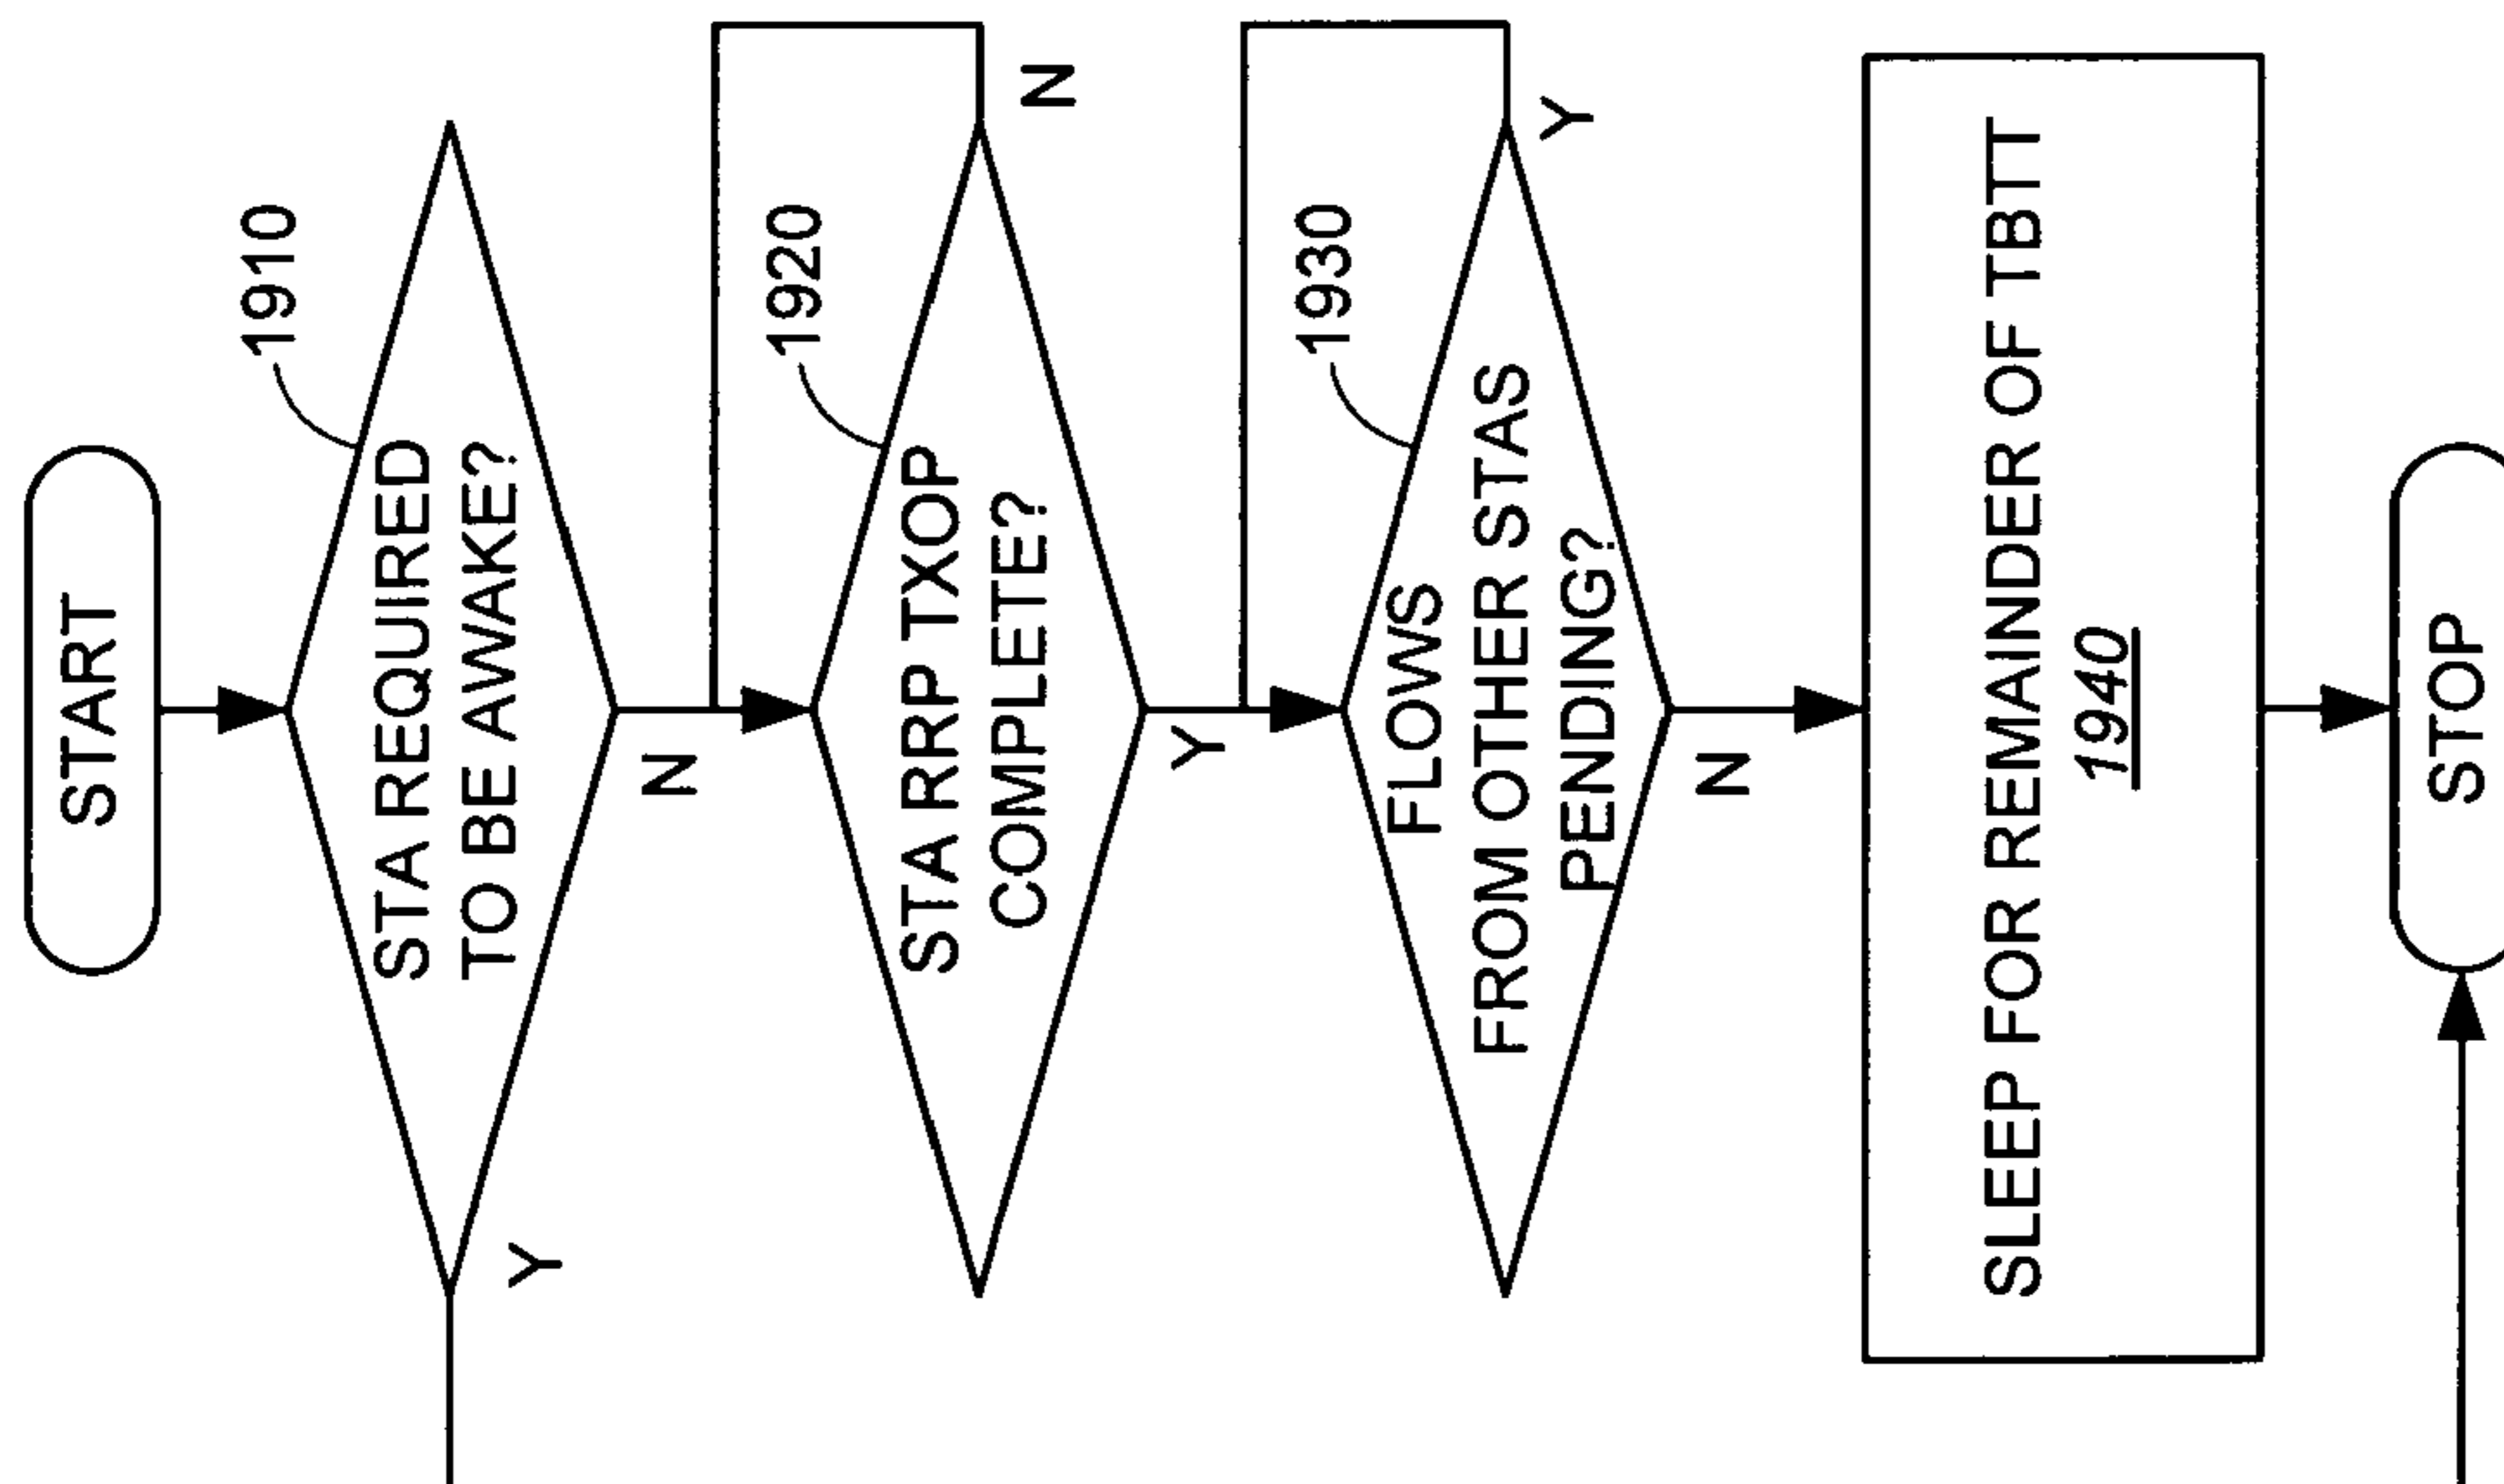 START
1910
STA REQUIRED
TO BE AWAKE?
Y
N
1920
STA RRP TXOP
COMPLETE?
N
Y
1930
FLOWS
FROM OTHER STAS
PENDING?
Y
N
SLEEP FOR REMAINDER OF TBTT
1940
STOP